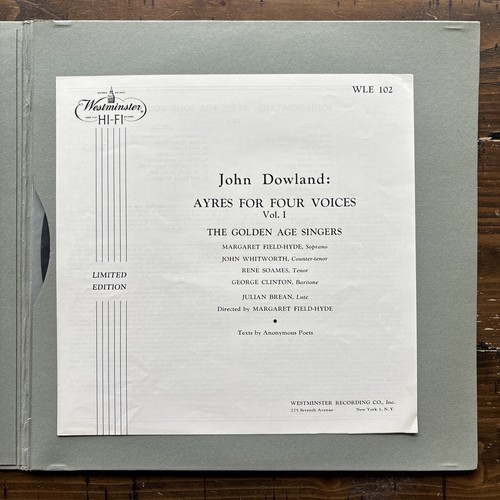 WLE 102
Westminster
HI-FI
John Dowland:
AYRES FOR FOUR VOICES
Vol. I
THE GOLDEN AGE SINGERS
MARGARET FIELD-HYDE, Soprano
JOHN WHITWORTH, Counter-tenor
RENE SOAMES, Tenor
GEORGE CLINTON, Baritone
JULIAN BREAN, Lute
Directed by MARGARET FIELD-HYDE
Texts by Anonymous Poets
LIMITED
EDITION
WESTMINSTER RECORDING CO., Inc.
275 Seventh Avenue New York 1, N.Y.